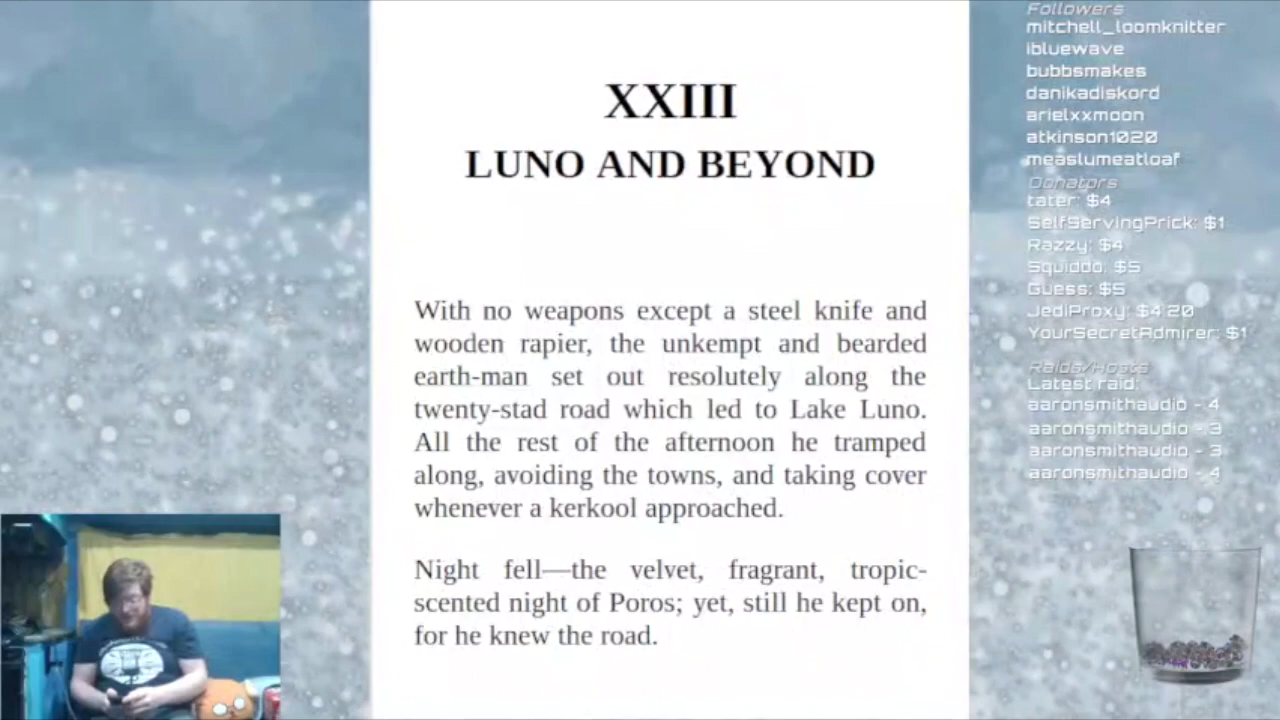 XXIII
LUNO AND BEYOND
With no weapons except a steel knife and
wooden rapier, the unkempt and bearded
earth-man set out resolutely along the
twenty-stad road which led to Lake Luno.
All the rest of the afternoon he tramped
along, avoiding the towns, and taking cover
whenever a kerkool approached.
Night fell—the velvet, fragrant, tropic-
scented night of Poros; yet, still he kept on,
for he knew the road.
Followers
mitchell_loomknitter
ibluewave
bubbsmakes
danikadiskord
arielxxmoon
atkinson1020
measlumeatloaf
Donators
tater: $4
SelfServingPrick: $1
Razzy: $4
Squiddo: $5
Guess: $5
JediProxy: $4.20
YourSecretAdmirer: $1
Raids/Hosts
Latest raid:
aaronsmithaudio - 4
aaronsmithaudio - 3
aaronsmithaudio - 3
aaronsmithaudio - 4